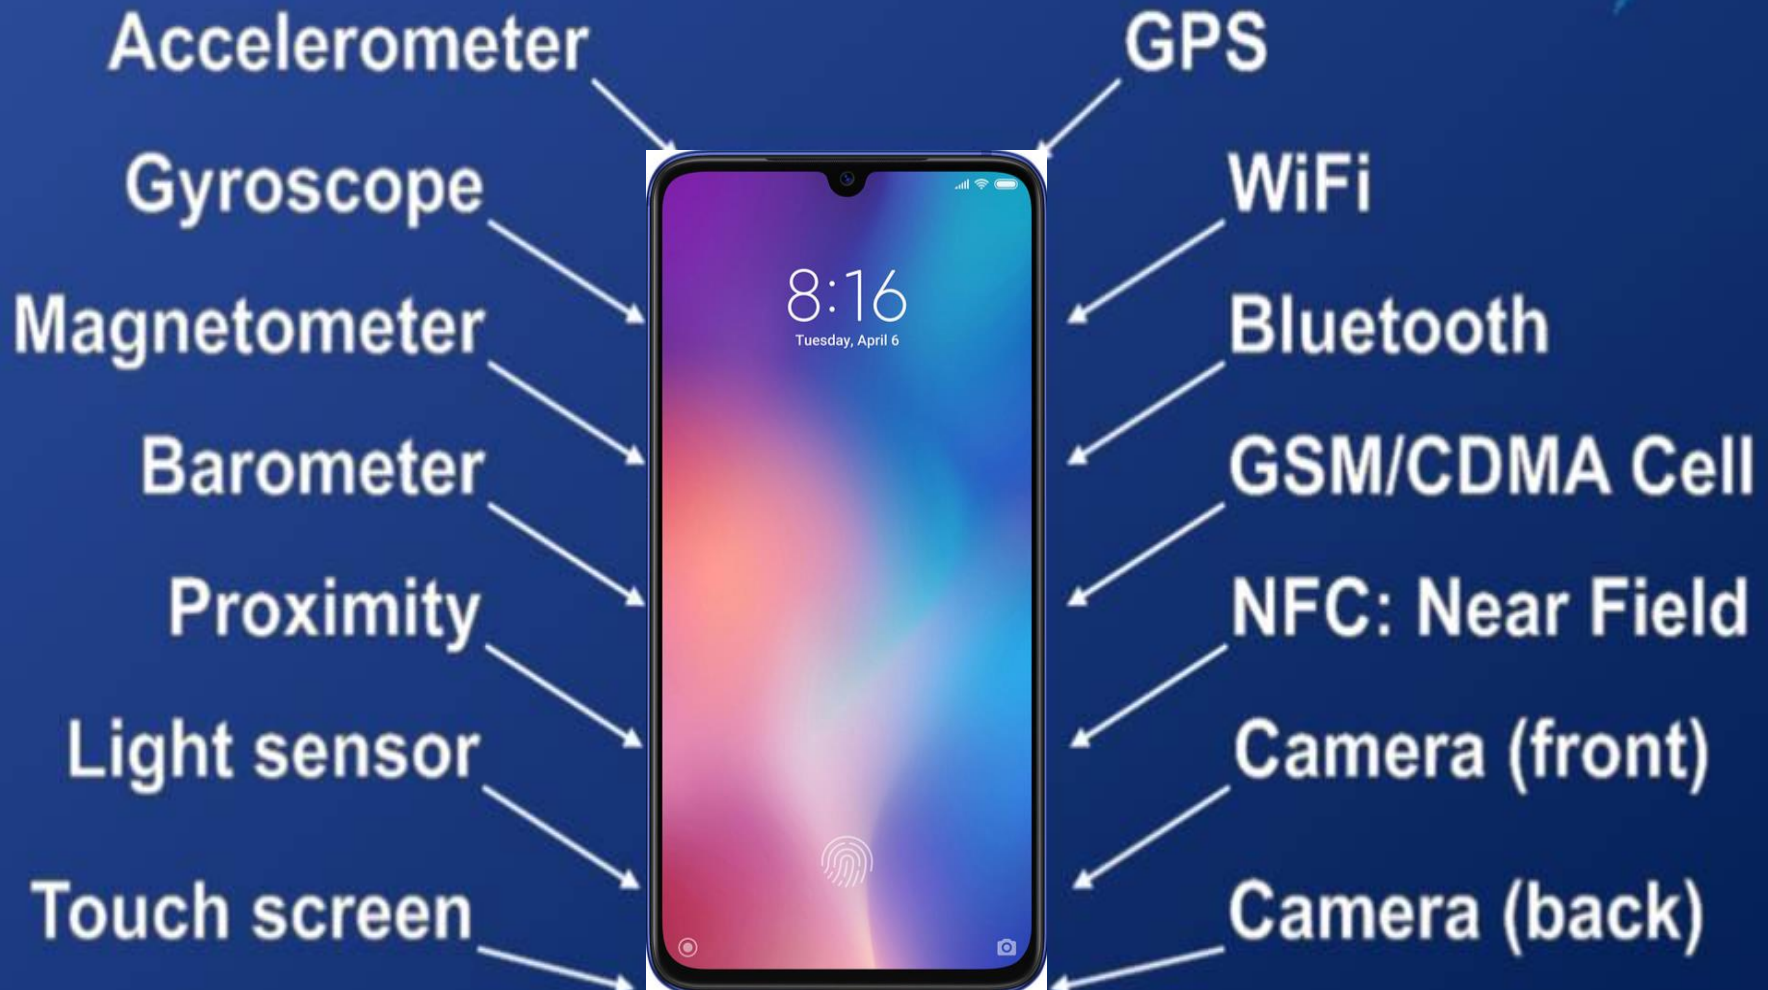 Accelerometer
GPS
Gyroscope
WiFi
8:16
Tuesday, April 6
Magnetometer
Bluetooth
Barometer
GSM/CDMA Cell
Proximity
NFC: Near Field
Light sensor
Camera (front)
Touch screen
Camera (back)